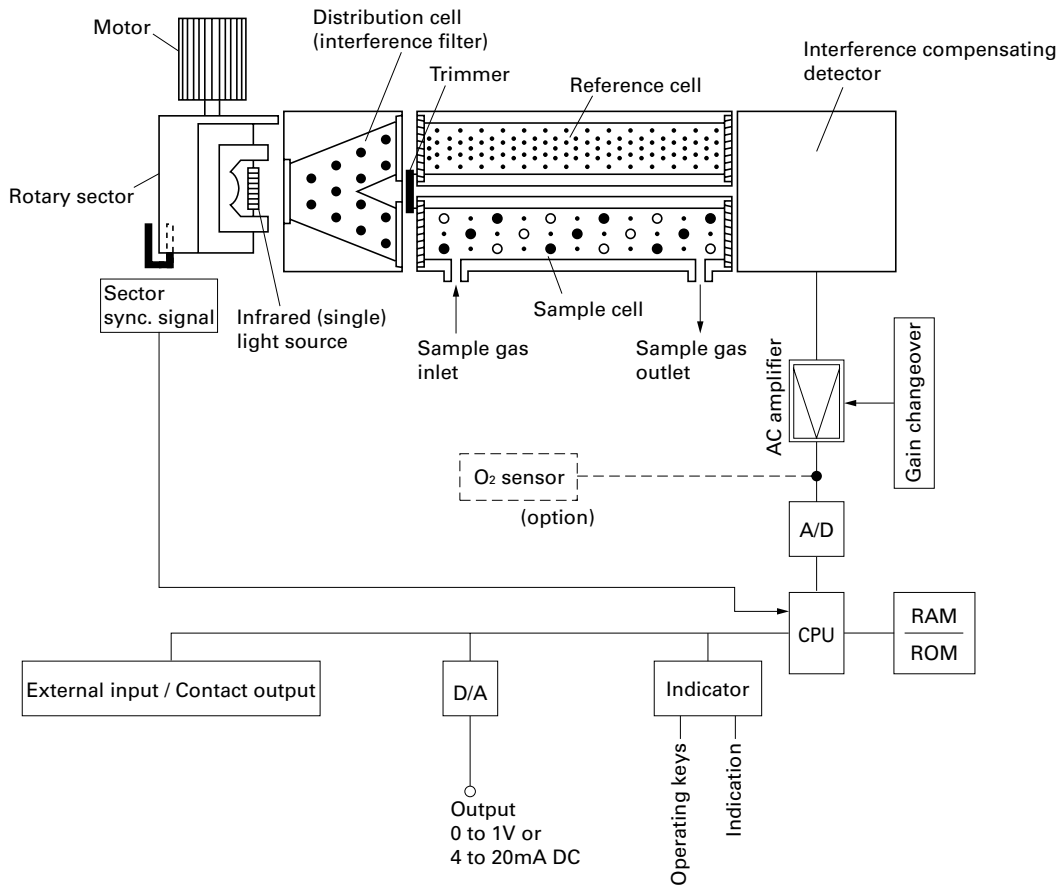 Motor
Distribution cell
(interference filter)
Trimmer
Reference cell
Interference compensating
detector
Rotary sector
Sector
sync. signal
Infrared (single)
light source
Sample gas
inlet
Sample cell
Sample gas
outlet
AC amplifier
Gain changeover
O₂ sensor
(option)
A/D
CPU
RAM
ROM
External input / Contact output
D/A
Indicator
Operating keys
Indication
Output
0 to 1V or
4 to 20mA DC